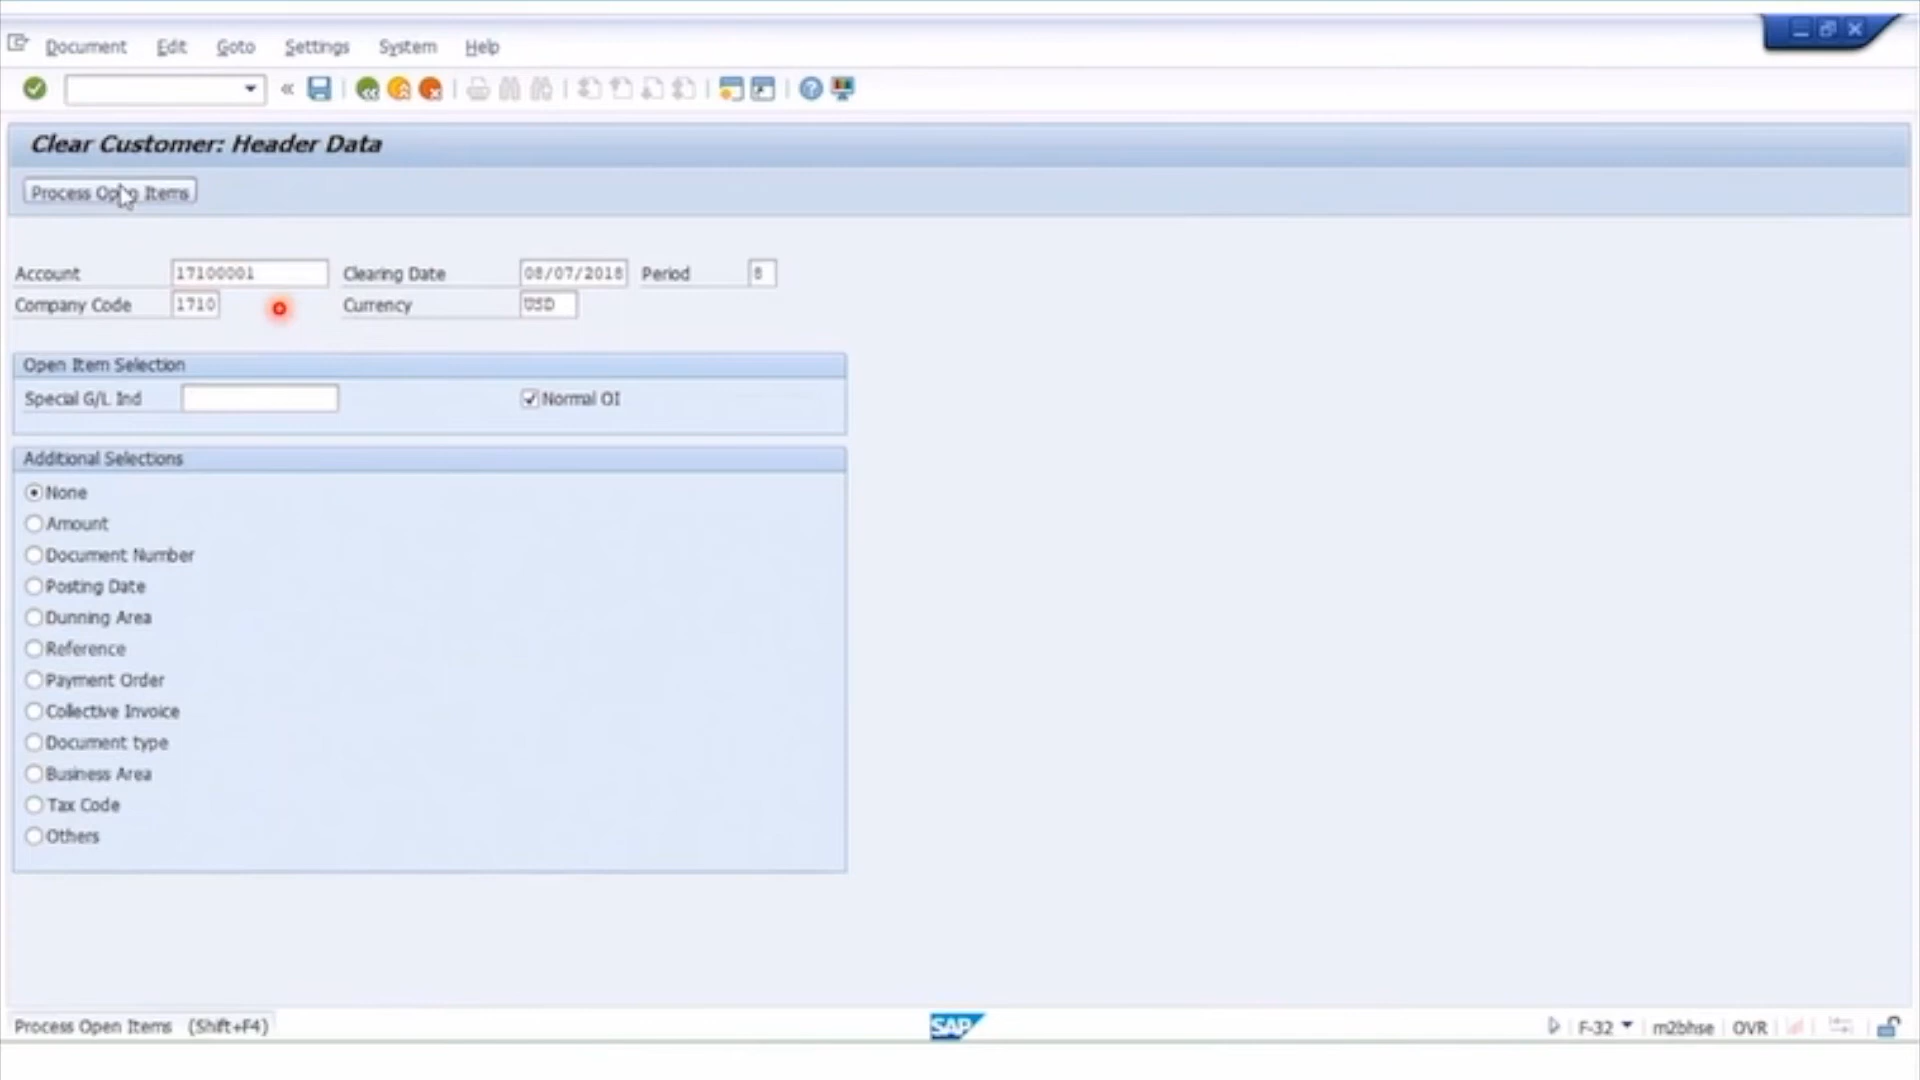 Document Edit Goto Settings System Help
Clear Customer: Header Data
Process Open Items
Account 17100001 Clearing Date 08/07/2018 Period 8
Company Code 1710 Currency USD
Open Item Selection
Special G/L Ind Normal OI
Additional Selections
None
Amount
Document Number
Posting Date
Dunning Area
Reference
Payment Order
Collective Invoice
Document type
Business Area
Tax Code
Others
Process Open Items (Shift+F4) SAP F-32 m2bhse OVR